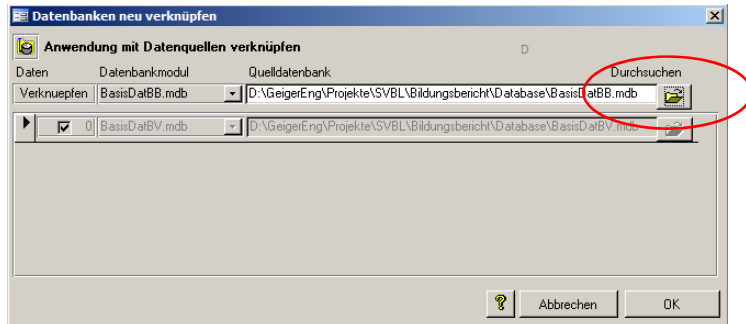 Datenbanken neu verknüpfen
Anwendung mit Datenquellen verknüpfen D
Daten Datenbankmodul Quelldatenbank Durchsuchen
Verknuepfen BasisDatBB.mdb D:\GeigerEng\Projekte\SVBL\Bildungsbericht\Database\BasisDatBB.mdb
0 BasisDatBV.mdb D:\GeigerEng\Projekte\SVBL\Bildungsbericht\Database\BasisDatBV.mdb
? Abbrechen OK